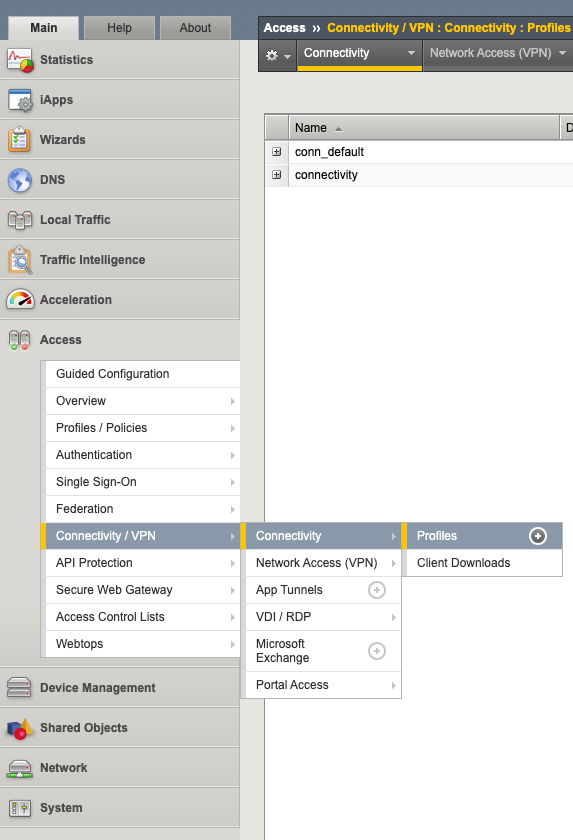 Main
Help
About
Access ›› Connectivity / VPN : Connectivity : Profiles
Connectivity
Network Access (VPN)
Statistics
iApps
Wizards
DNS
Local Traffic
Traffic Intelligence
Acceleration
Access
Name
D
conn_default
connectivity
Guided Configuration
Overview
Profiles / Policies
Authentication
Single Sign-On
Federation
Connectivity / VPN
API Protection
Secure Web Gateway
Access Control Lists
Webtops
Connectivity
Network Access (VPN)
App Tunnels
VDI / RDP
Microsoft
Exchange
Portal Access
Profiles
Client Downloads
Device Management
Shared Objects
Network
System